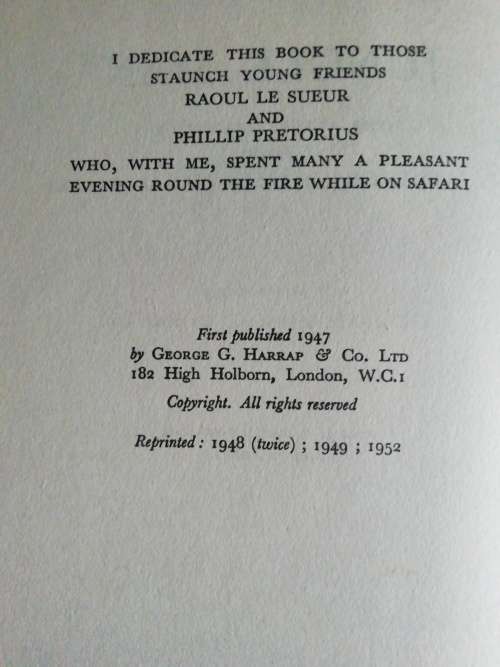 I DEDICATE THIS BOOK TO THOSE
STAUNCH YOUNG FRIENDS
RAOUL LE SUEUR
AND
PHILLIP PRETORIUS
WHO, WITH ME, SPENT MANY A PLEASANT
EVENING ROUND THE FIRE WHILE ON SAFARI
First published 1947
by GEORGE G. HARRAP & Co. LTD
182 High Holborn, London, W.C.1
Copyright. All rights reserved
Reprinted: 1948 (twice); 1949; 1952